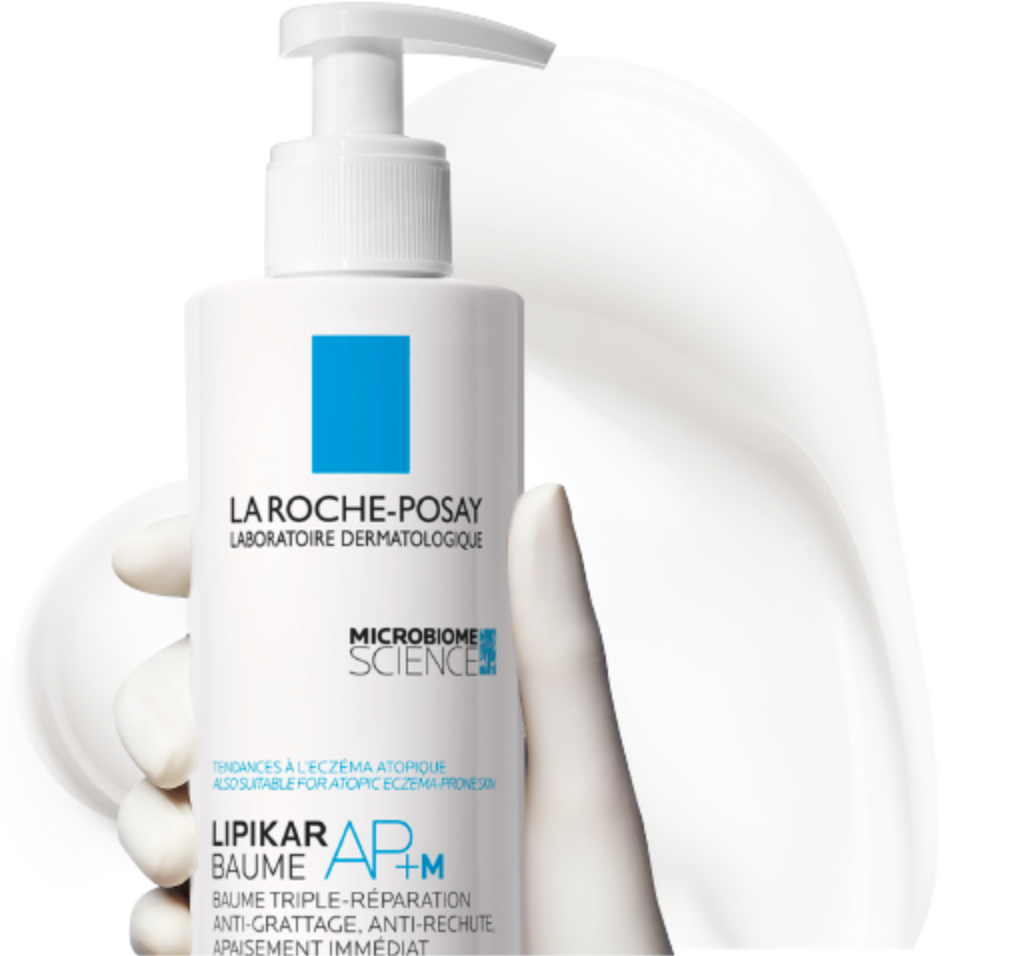 LA ROCHE-POSAY
LABORATOIRE DERMATOLOGIQUE
MICROBIOME
SCIENCE
TENDANCES À L'ECZÉMA ATOPIQUE
ALSO SUITABLE FOR ATOPIC ECZEMA-PRONE SKIN
LIPIKAR
BAUME AP+M
BAUME TRIPLE-RÉPARATION
ANTI-GRATTAGE, ANTI-RECHUTE,
APAISEMENT IMMÉDIAT